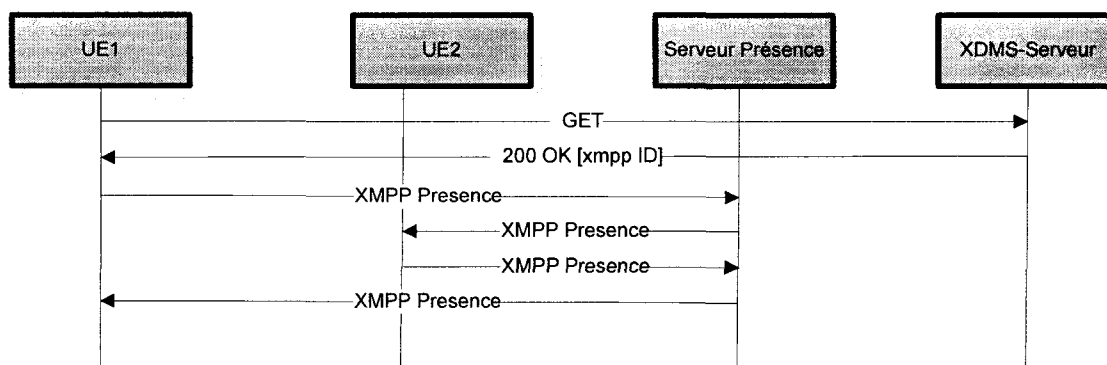 UE1
UE2
Serveur Présence
XDMS-Serveur
GET
200 OK [xmpp ID]
XMPP Presence
XMPP Presence
XMPP Presence
XMPP Presence